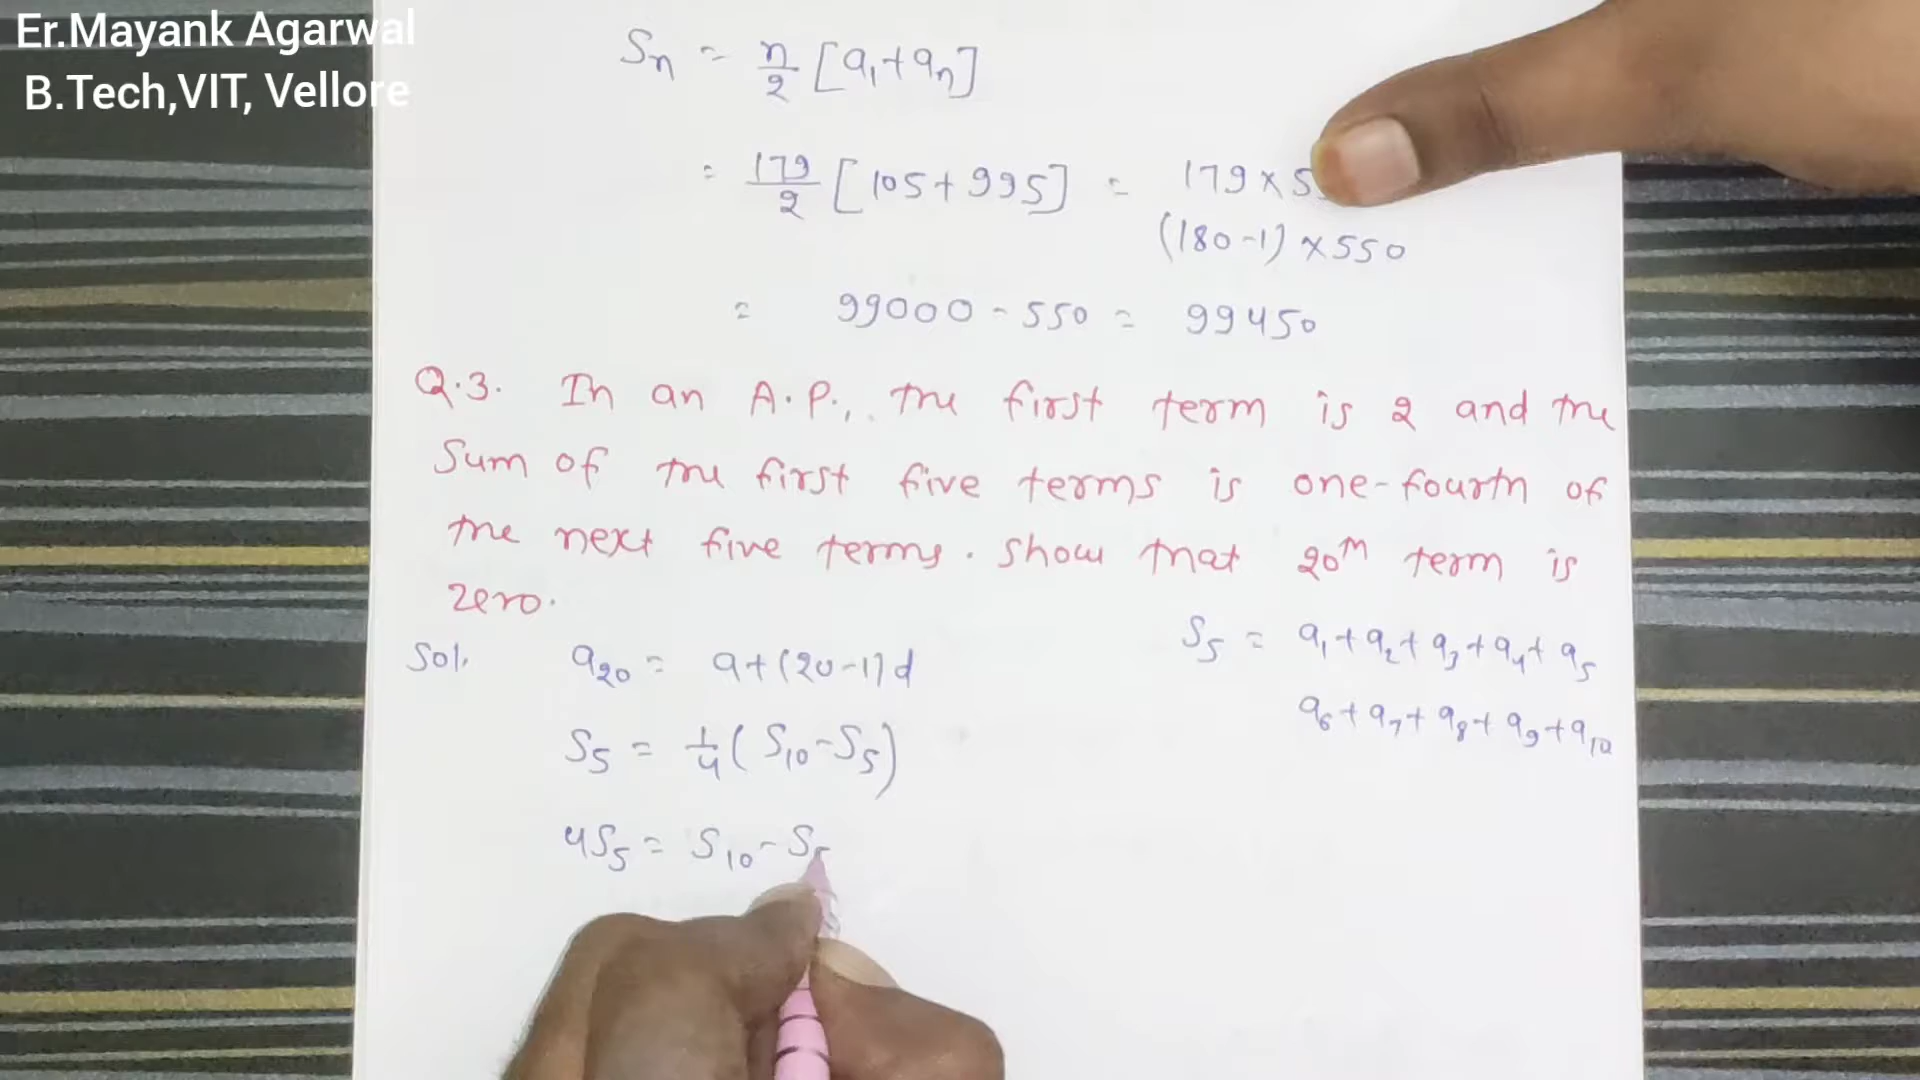 Er.Mayank Agarwal
B.Tech,VIT, Vellore
Sn = n/2 [a₁+aₙ]
= 179/2 [105+995] = 179×5
(180-1)×550
= 99000-550 = 99450
Q.3. In an A.P., the first term is 2 and the
Sum of the first five terms is one-fourth of
the next five terms. Show that 20th term is
zero.
Sol. a₂₀ = a+(20-1)d
S₅ = a₁+a₂+a₃+a₄+a₅
a₆+a₇+a₈+a₉+a₁₀
S₅ = 1/4 (S₁₀-S₅)
4S₅ = S₁₀-S